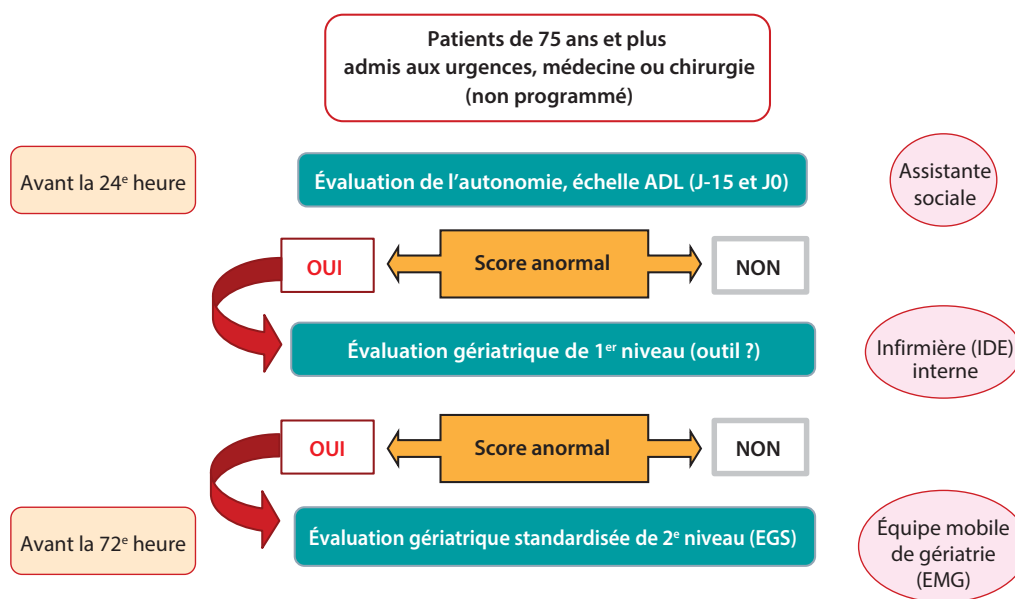 Patients de 75 ans et plus
admis aux urgences, médecine ou chirurgie
(non programmé)
Avant la 24e heure
Évaluation de l’autonomie, échelle ADL (J-15 et J0)
Assistante
sociale
OUI
Score anormal
NON
Évaluation gériatrique de 1er niveau (outil ?)
Infirmière (IDE)
interne
OUI
Score anormal
NON
Avant la 72e heure
Évaluation gériatrique standardisée de 2e niveau (EGS)
Équipe mobile
de gériatrie
(EMG)